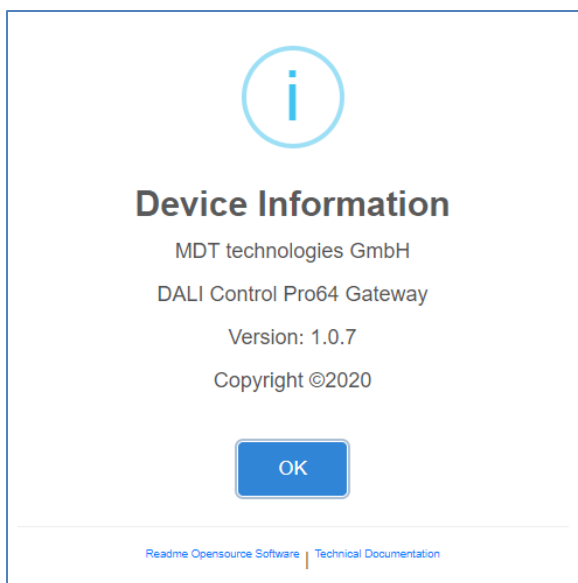 i
Device Information
MDT technologies GmbH
DALI Control Pro64 Gateway
Version: 1.0.7
Copyright ©2020
OK
Readme Opensource Software | Technical Documentation